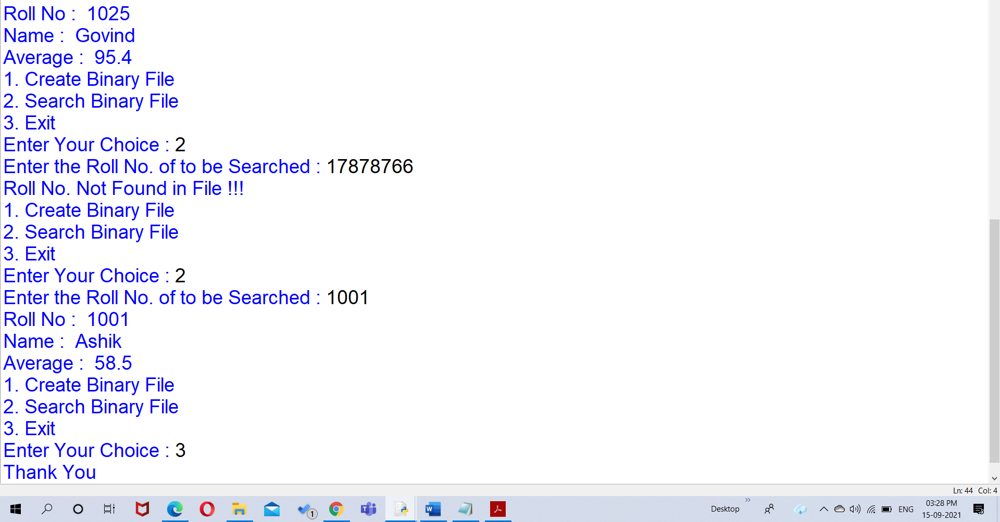 Roll No :  1025
Name :  Govind
Average :  95.4
1. Create Binary File
2. Search Binary File
3. Exit
Enter Your Choice : 2
Enter the Roll No. of to be Searched : 17878766
Roll No. Not Found in File !!!
1. Create Binary File
2. Search Binary File
3. Exit
Enter Your Choice : 2
Enter the Roll No. of to be Searched : 1001
Roll No :  1001
Name :  Ashik
Average :  58.5
1. Create Binary File
2. Search Binary File
3. Exit
Enter Your Choice : 3
Thank You
Ln: 44 Col: 4
1
Desktop
ENG
03:28 PM
15-09-2021